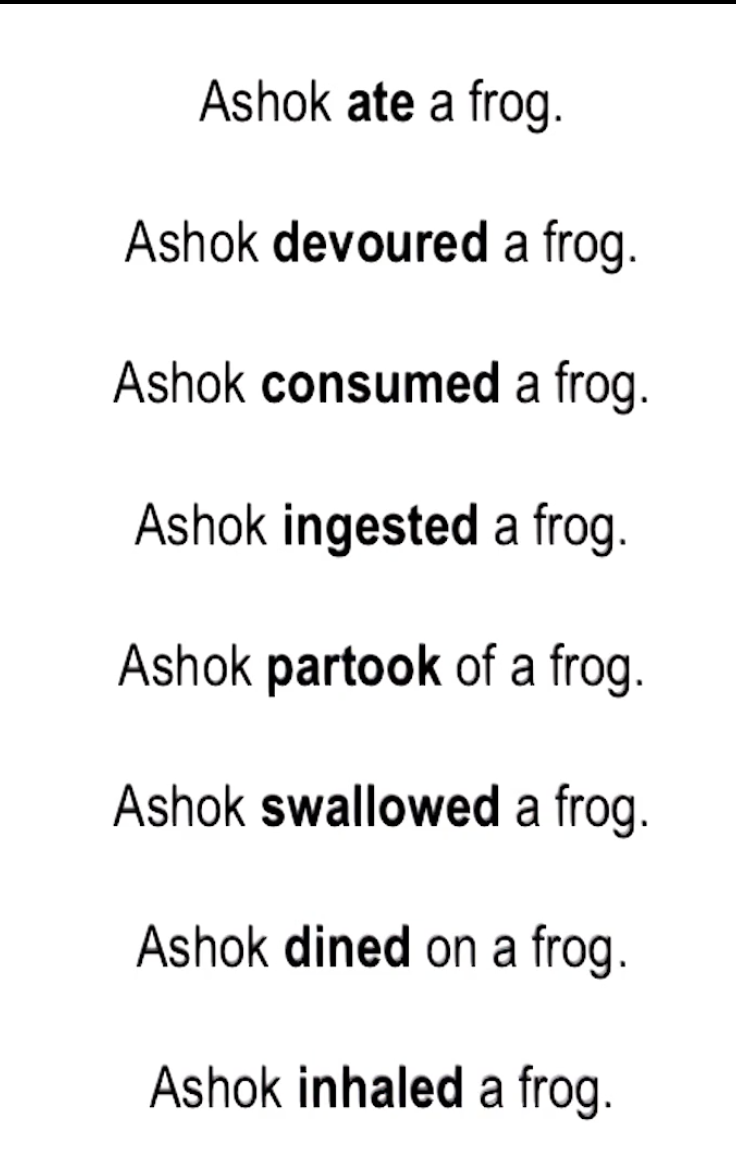 Ashok ate a frog.
Ashok devoured a frog.
Ashok consumed a frog.
Ashok ingested a frog.
Ashok partook of a frog.
Ashok swallowed a frog.
Ashok dined on a frog.
Ashok inhaled a frog.